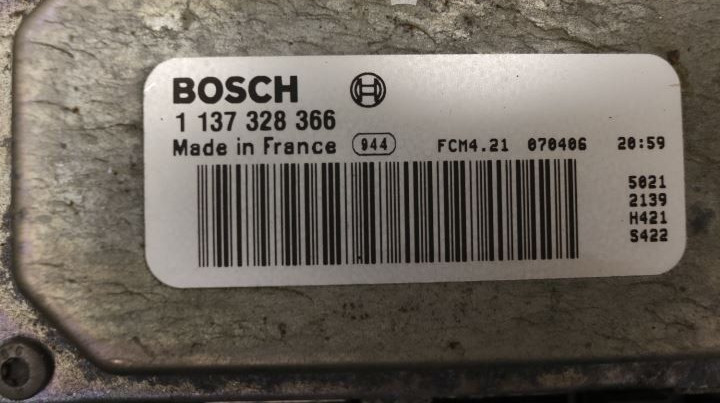 BOSCH
1 137 328 366
Made in France 944 FCM4.21 070406 20:59
5021
2139
H421
S422